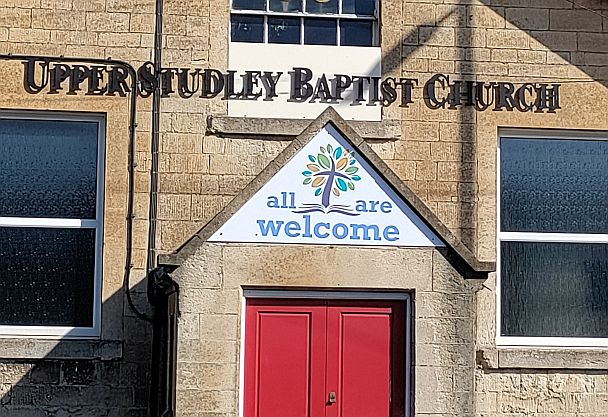 Upper Studley Baptist Church
all are
welcome